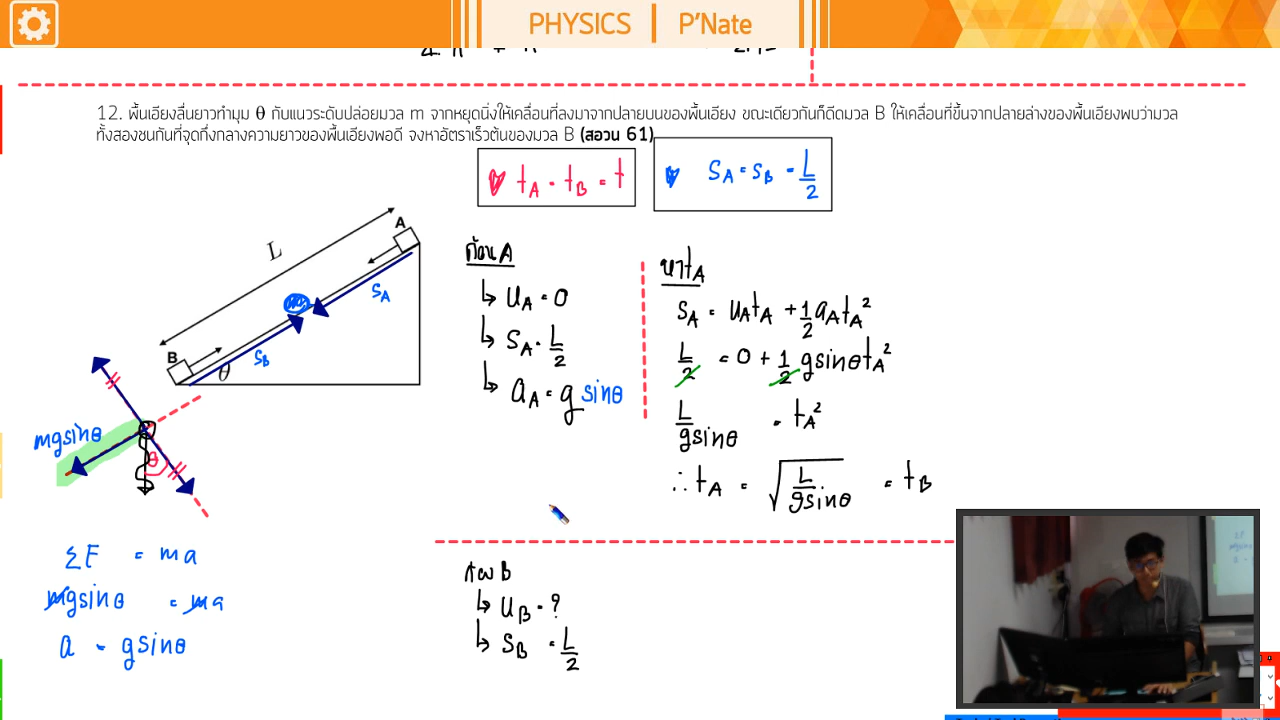 PHYSICS | P'Nate
12. พื้นเอียงลื่นยาวทำมุม θ กับแนวระดับปล่อยมวล m จากหยุดนิ่งให้เคลื่อนที่ลงมาจากปลายบนของพื้นเอียง ขณะเดียวกันก็ดีดมวล B ให้เคลื่อนที่ขึ้นจากปลายล่างของพื้นเอียงพบว่ามวล
ทั้งสองชนกันที่จุดกึ่งกลางความยาวของพื้นเอียงพอดี จงหาอัตราเร็วต้นของมวล B (สอวน 61)
tA = tB = t
SA = SB = L/2
L
A
SA
B
SB
θ
mgsinθ
θ
ΣF = ma
mgsinθ = ma
a = gsinθ
ก้อน A
↳ uA = 0
↳ SA = L/2
↳ aA = g sinθ
หา tA
SA = uAtA + 1/2 aAtA²
L/2 = 0 + 1/2 gsinθtA²
L/gsinθ = tA²
∴ tA = √(L/gsinθ) = tB
B
↳ uB = ?
↳ SB = L/2